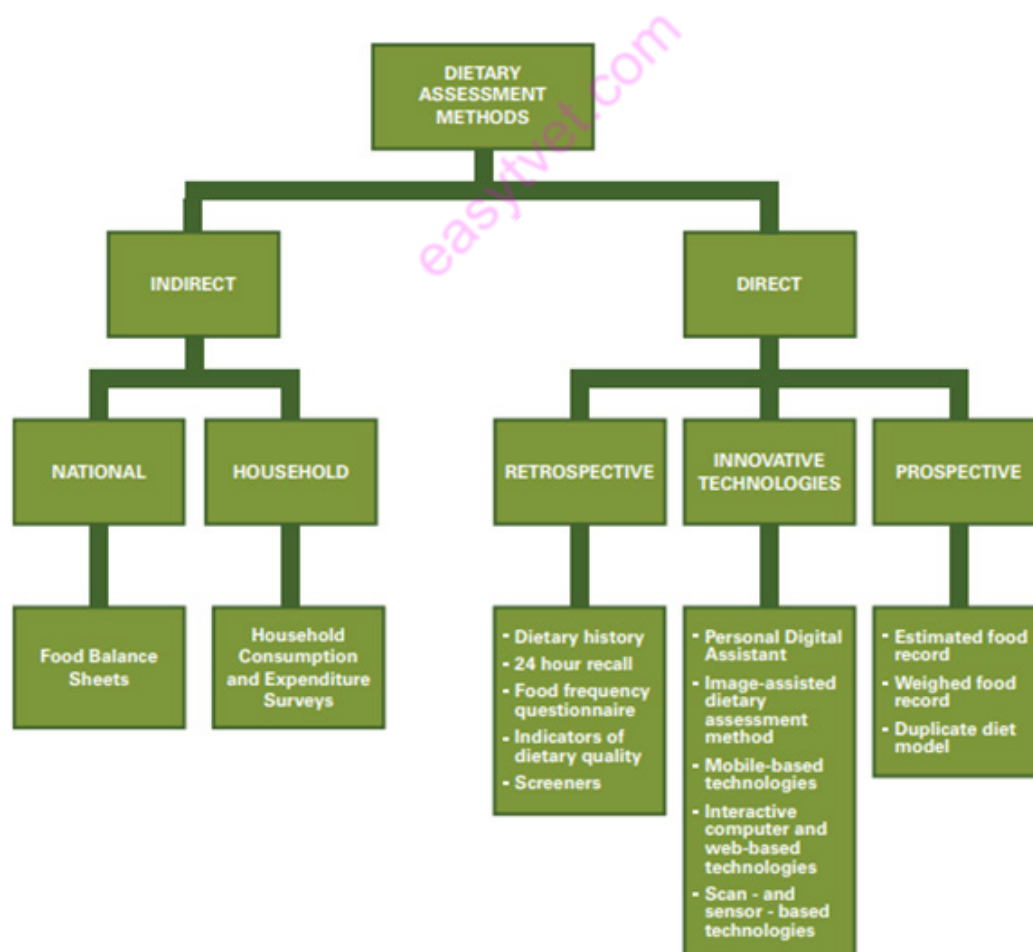 DIETARY
ASSESSMENT
METHODS
easytvet.com
INDIRECT
DIRECT
NATIONAL
HOUSEHOLD
RETROSPECTIVE
INNOVATIVE
TECHNOLOGIES
PROSPECTIVE
Food Balance
Sheets
Household
Consumption
and Expenditure
Surveys
- Dietary history
- 24 hour recall
- Food frequency
questionnaire
- Indicators of
dietary quality
- Screeners
- Personal Digital
Assistant
- Image-assisted
dietary
assessment
method
- Mobile-based
technologies
- Interactive
computer and
web-based
technologies
- Scan - and
sensor - based
technologies
- Estimated food
record
- Weighed food
record
- Duplicate diet
model